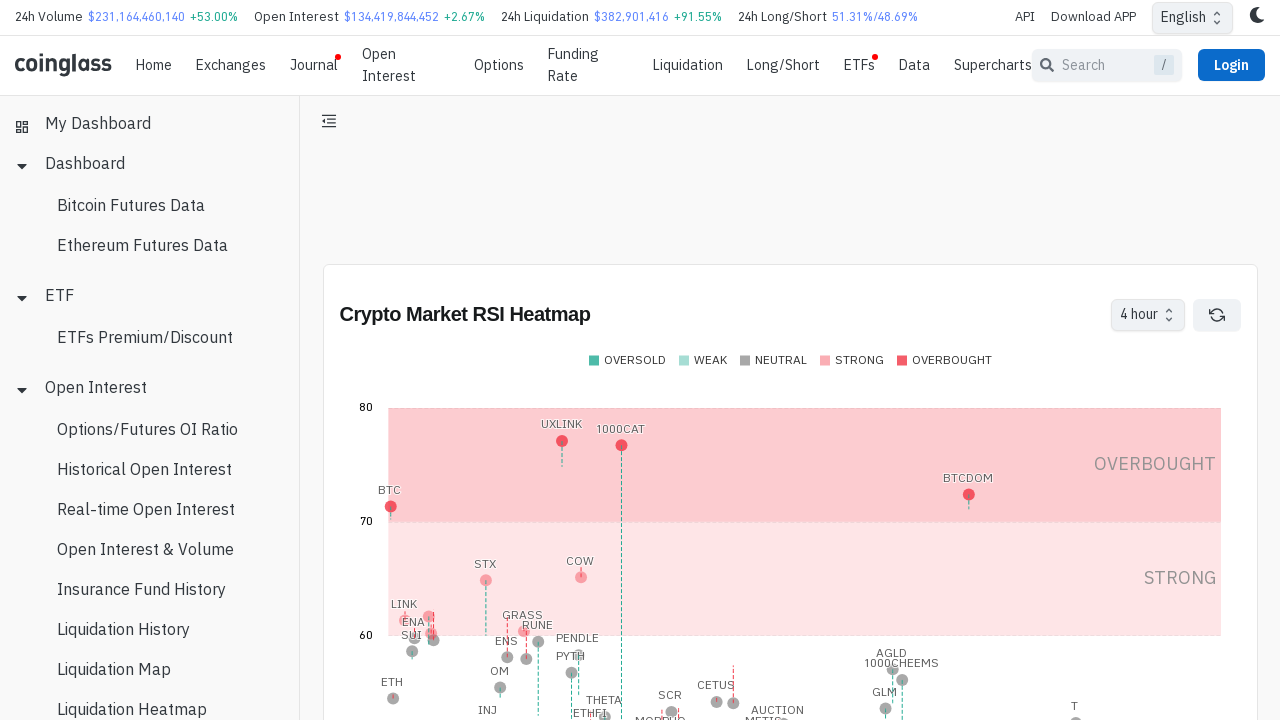 24h Volume $231,164,460,140 +53.00% Open Interest $134,419,844,452 +2.67% 24h Liquidation $382,901,416 +91.55% 24h Long/Short 51.31%/48.69% API Download APP English
coinglass Home Exchanges Journal Open Interest Options Funding Rate Liquidation Long/Short ETFs Data Supercharts Search / Login
My Dashboard
Dashboard
Bitcoin Futures Data
Ethereum Futures Data
ETF
ETFs Premium/Discount
Open Interest
Options/Futures OI Ratio
Historical Open Interest
Real-time Open Interest
Open Interest & Volume
Insurance Fund History
Liquidation History
Liquidation Map
Liquidation Heatmap
Crypto Market RSI Heatmap 4 hour
OVERSOLD WEAK NEUTRAL STRONG OVERBOUGHT
80
UXLINK 1000CAT
OVERBOUGHT
BTC BTCDOM
70
STX COW
STRONG
LINK GRASS
ENA RUNE
60 SUI ENS PENDLE
PYTH AGLD
1000CHEEMS
OM
ETH CETUS GLM
THETA SCR T
INJ ETHFI AUCTION
MORPHO METIS